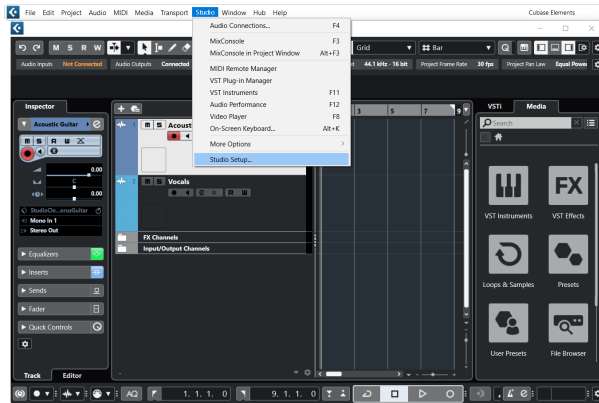 File Edit Project Audio MIDI Media Transport Studio Window Hub Help
Cubase Elements
M S R W
Grid
Bar
Audio Inputs Not Connected Audio Outputs Connected
44.1 kHz - 16 bit Project Frame Rate 30 fps Project Pan Law Equal Power
Audio Connections... F4
MixConsole F3
MixConsole in Project Window Alt+F3
MIDI Remote Manager
VST Plug-in Manager
VST Instruments F11
Audio Performance F12
Video Player F8
On-Screen Keyboard... Alt+K
More Options
Studio Setup...
Inspector
Acoustic Guitar
M S R W
0.00
C
0.00
Mono In 1
Stereo Out
Equalizers
Inserts
Sends
Fader
Quick Controls
Track Editor
1 M S Acoust
2 M S Vocals
R W
FX Channels
Input/Output Channels
3 5 7 9
VSTi Media
Search
VST Instruments
FX
VST Effects
Loops & Samples
Presets
User Presets
File Browser
AQ
1. 1. 1. 0
9. 1. 1. 0